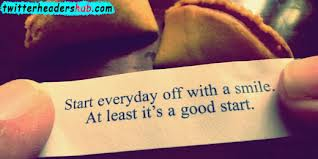 twitterheadershub.com
Start everyday off with a smile.
At least it's a good start.